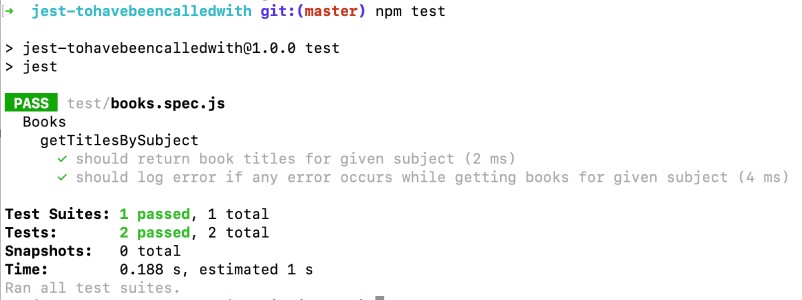 → jest-tohavebeencalledwith git:(master) npm test
> jest-tohavebeencalledwith@1.0.0 test
> jest
PASS test/books.spec.js
Books
getTitlesBySubject
✓ should return book titles for given subject (2 ms)
✓ should log error if any error occurs while getting books for given subject (4 ms)
Test Suites: 1 passed, 1 total
Tests: 2 passed, 2 total
Snapshots: 0 total
Time: 0.188 s, estimated 1 s
Ran all test suites.